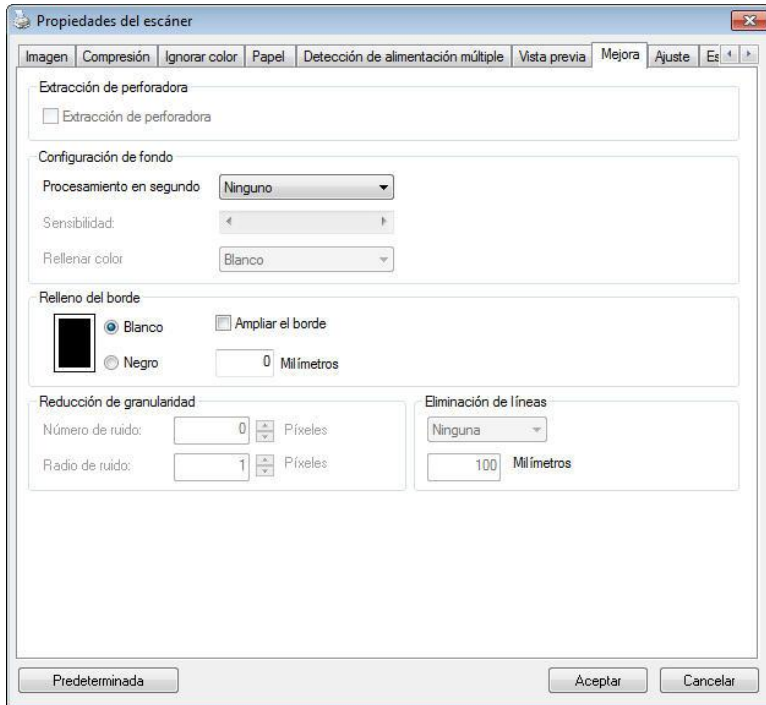 Propiedades del escáner
Imagen Compresión Ignorar color Papel Detección de alimentación múltiple Vista previa Mejora Ajuste
Extracción de perforadora
Extracción de perforadora
Configuración de fondo
Procesamiento en segundo Ninguno
Sensibilidad:
Rellenar color Blanco
Relleno del borde
Blanco Ampliar el borde
Negro 0 Milímetros
Reducción de granularidad Eliminación de líneas
Número de ruido: 0 Píxeles Ninguna
Radio de ruido: 1 Píxeles 100 Milímetros
Predeterminada Aceptar Cancelar